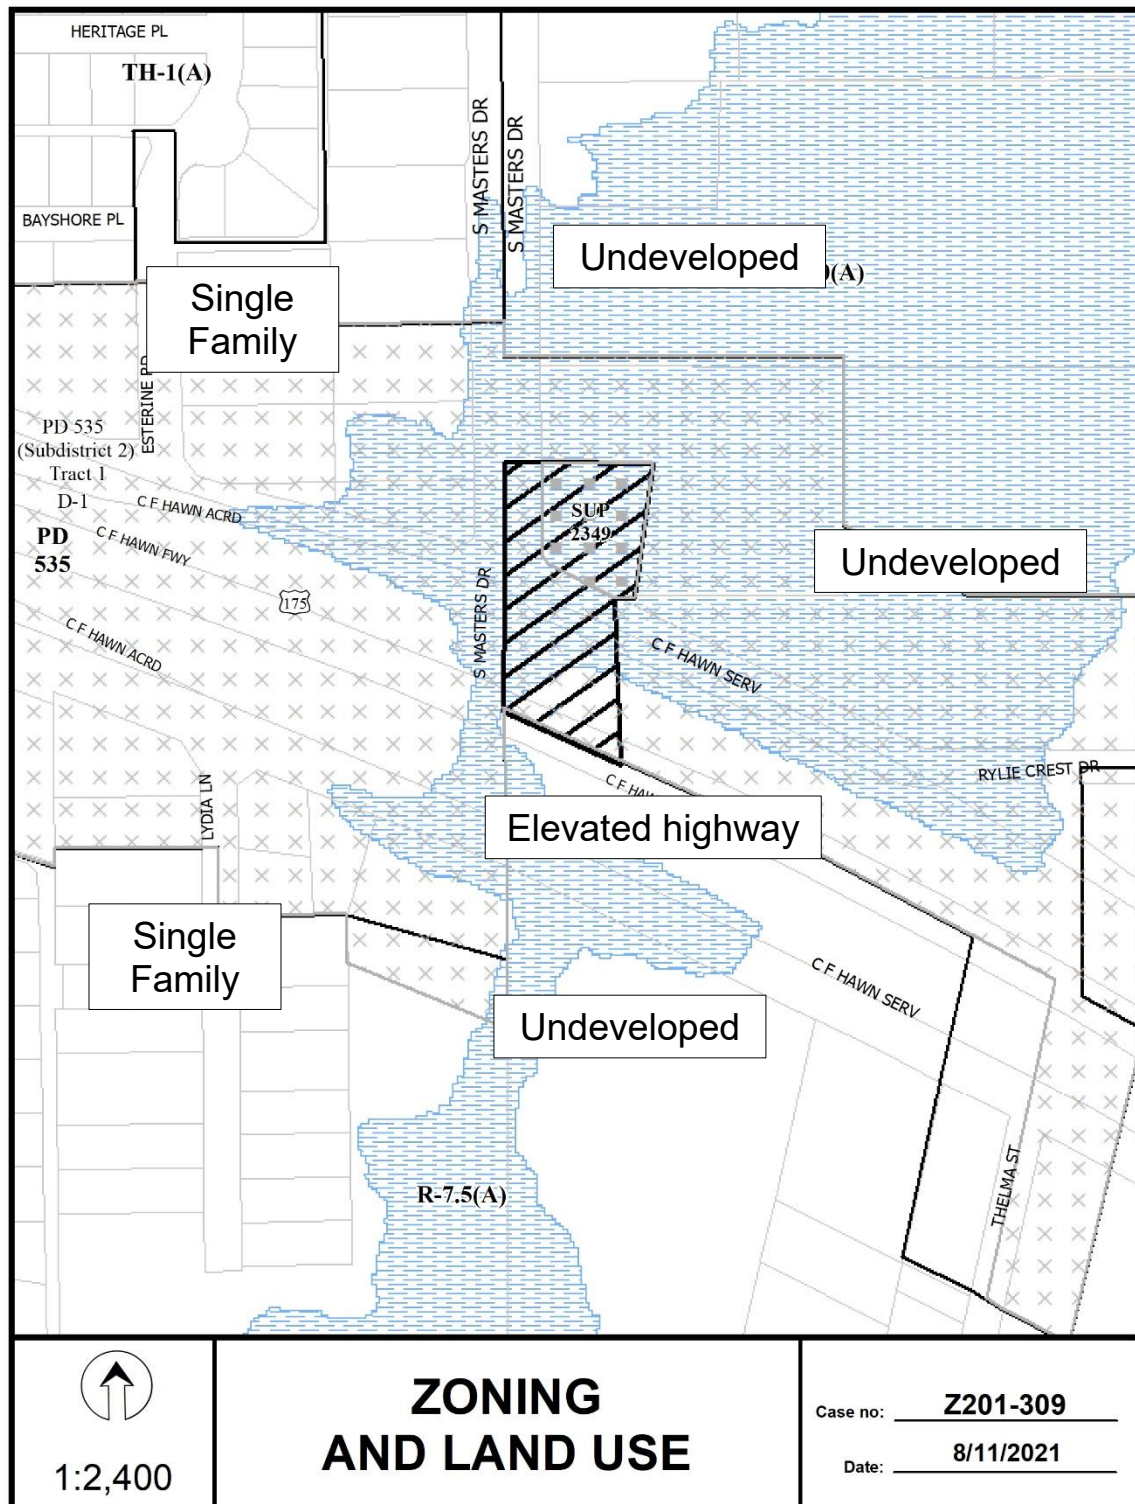 HERITAGE PL
TH-1(A)
S MASTERS DR
S MASTERS DR
BAYSHORE PL
Undeveloped
(A)
Single
Family
ESTERINE RD
PD 535
(Subdistrict 2)
Tract 1
D-1
C F HAWN ACRD
PD
535
C F HAWN FWY
175
SUP
2349
Undeveloped
S MASTERS DR
C F HAWN ACRD
C F HAWN SERV
RYLIE CREST DR
LYDIA LN
C F
Elevated highway
Single
Family
C F HAWN SERV
Undeveloped
THELMA ST
R-7.5(A)
1:2,400
ZONING
AND LAND USE
Case no: Z201-309
Date: 8/11/2021